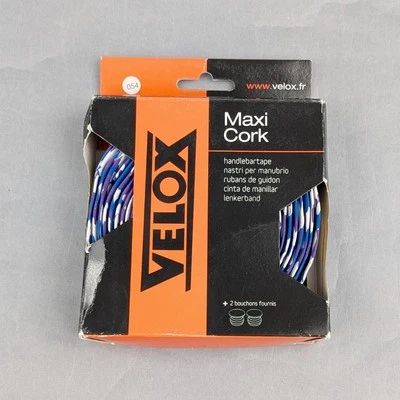 054
www.velox.fr
VELOX
Maxi
Cork
handlebartape
nastri per manubrio
rubans de guidon
cinta de manillar
lenkerband
+ 2 bouchons fournis